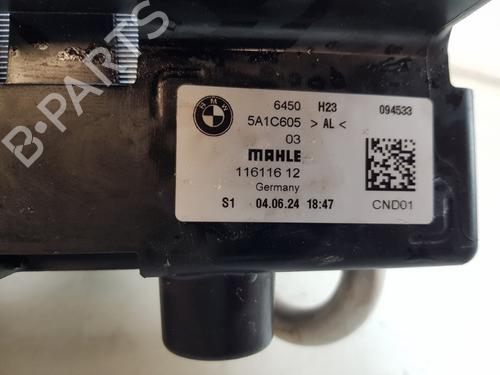 BMW
6450 H23 094533
5A1C605 > AL <
03
MAHLE
116116 12
Germany
S1 04.06.24 18:47 CND01
B-PARTS